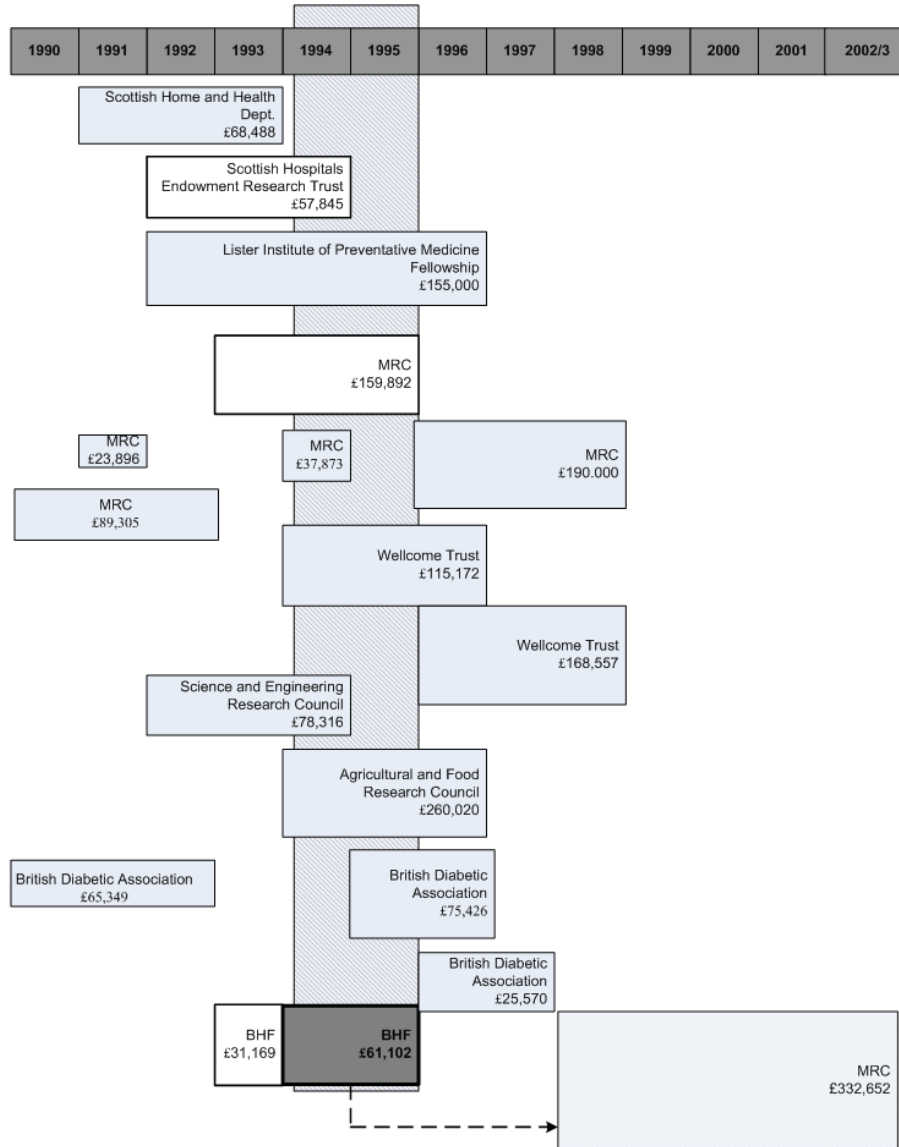 1990 1991 1992 1993 1994 1995 1996 1997 1998 1999 2000 2001 2002/3
Scottish Home and Health
Dept.
£68,488
Scottish Hospitals
Endowment Research Trust
£57,845
Lister Institute of Preventative Medicine
Fellowship
£155,000
MRC
£159,892
MRC
£23,896
MRC
£37,873
MRC
£190.000
MRC
£89,305
Wellcome Trust
£115,172
Wellcome Trust
£168,557
Science and Engineering
Research Council
£78,316
Agricultural and Food
Research Council
£260,020
British Diabetic Association
£65,349
British Diabetic
Association
£75,426
British Diabetic
Association
£25,570
BHF
£31,169
BHF
£61,102
MRC
£332,652